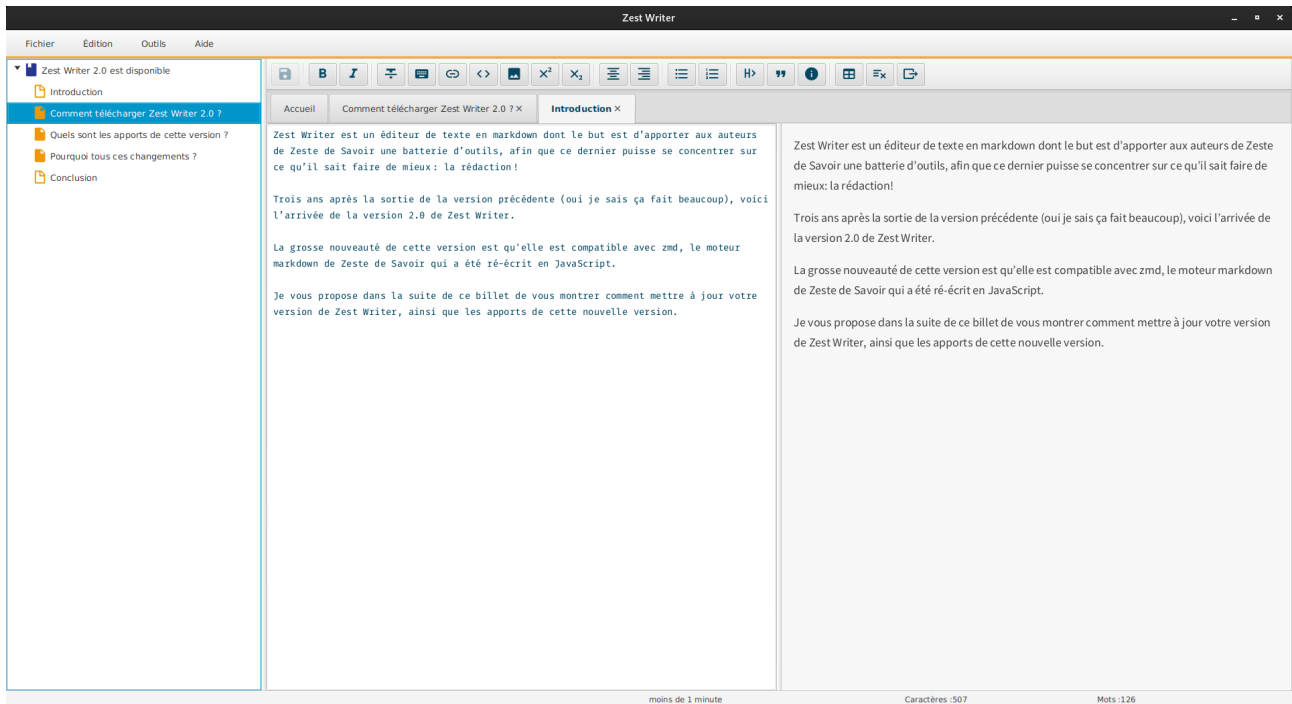 Zest Writer
Fichier Édition Outils Aide
Zest Writer 2.0 est disponible
Introduction
Comment télécharger Zest Writer 2.0 ?
Quels sont les apports de cette version ?
Pourquoi tous ces changements ?
Conclusion
B I X² X₂ H>
Accueil Comment télécharger Zest Writer 2.0 ? × Introduction ×
Zest Writer est un éditeur de texte en markdown dont le but est d'apporter aux auteurs
de Zeste de Savoir une batterie d'outils, afin que ce dernier puisse se concentrer sur
ce qu'il sait faire de mieux : la rédaction !
Trois ans après la sortie de la version précédente (oui je sais ça fait beaucoup), voici
l'arrivée de la version 2.0 de Zest Writer.
La grosse nouveauté de cette version est qu'elle est compatible avec zmd, le moteur
markdown de Zeste de Savoir qui a été ré-écrit en JavaScript.
Je vous propose dans la suite de ce billet de vous montrer comment mettre à jour votre
version de Zest Writer, ainsi que les apports de cette nouvelle version.
Zest Writer est un éditeur de texte en markdown dont le but est d'apporter aux auteurs de Zeste
de Savoir une batterie d'outils, afin que ce dernier puisse se concentrer sur ce qu'il sait faire de
mieux: la rédaction!
Trois ans après la sortie de la version précédente (oui je sais ça fait beaucoup), voici l'arrivée de
la version 2.0 de Zest Writer.
La grosse nouveauté de cette version est qu'elle est compatible avec zmd, le moteur markdown
de Zeste de Savoir qui a été ré-écrit en JavaScript.
Je vous propose dans la suite de ce billet de vous montrer comment mettre à jour votre version
de Zest Writer, ainsi que les apports de cette nouvelle version.
moins de 1 minute Caractères :507 Mots :126